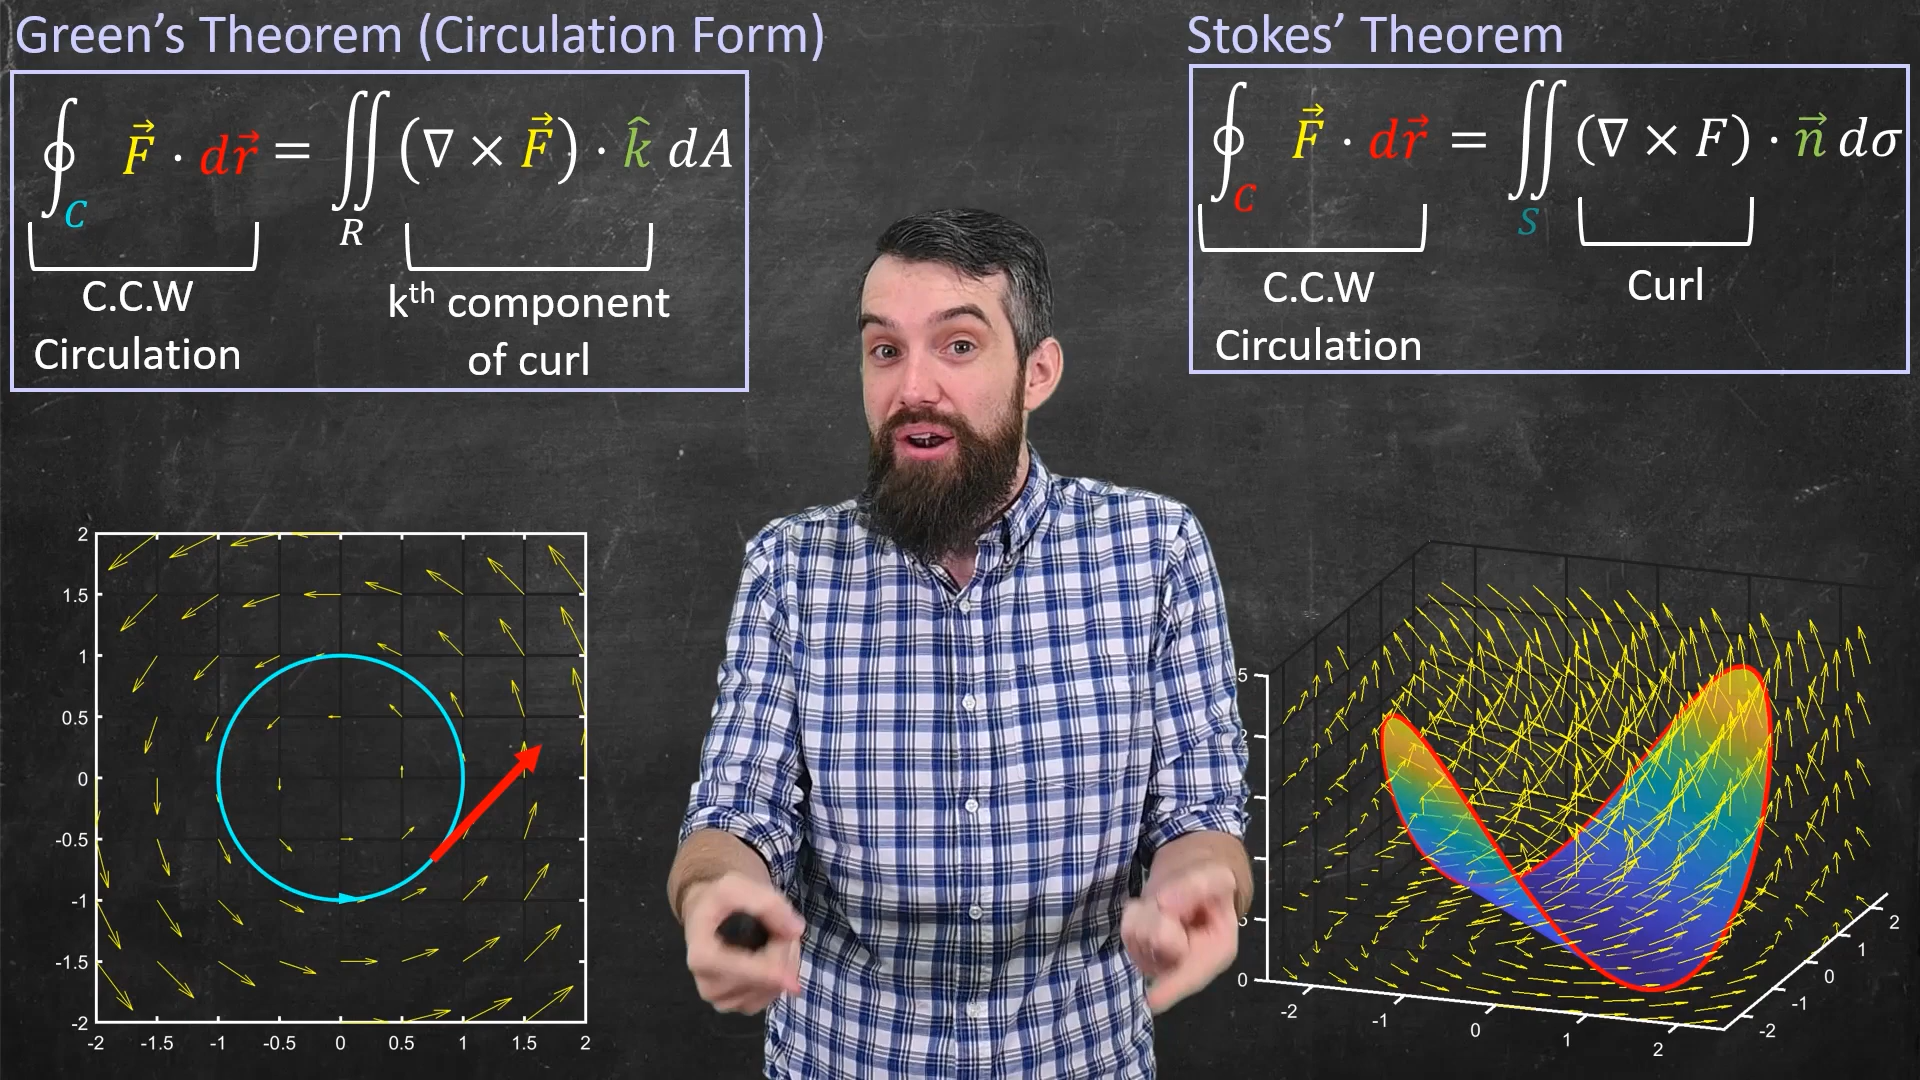 Green’s Theorem (Circulation Form)
∮_C F⃗ · dr⃗ = ∬_R (∇ × F⃗) · k̂ dA
C.C.W
Circulation
kᵗʰ component
of curl
Stokes’ Theorem
∮_C F⃗ · dr⃗ = ∬_S (∇ × F) · n⃗ dσ
C.C.W
Circulation
Curl
2
1.5
1
0.5
0
-0.5
-1
-1.5
-2
-2 -1.5 -1 -0.5 0 0.5 1 1.5 2
5
0
-2 -1 0 1 2
-2 -1 0 1 2